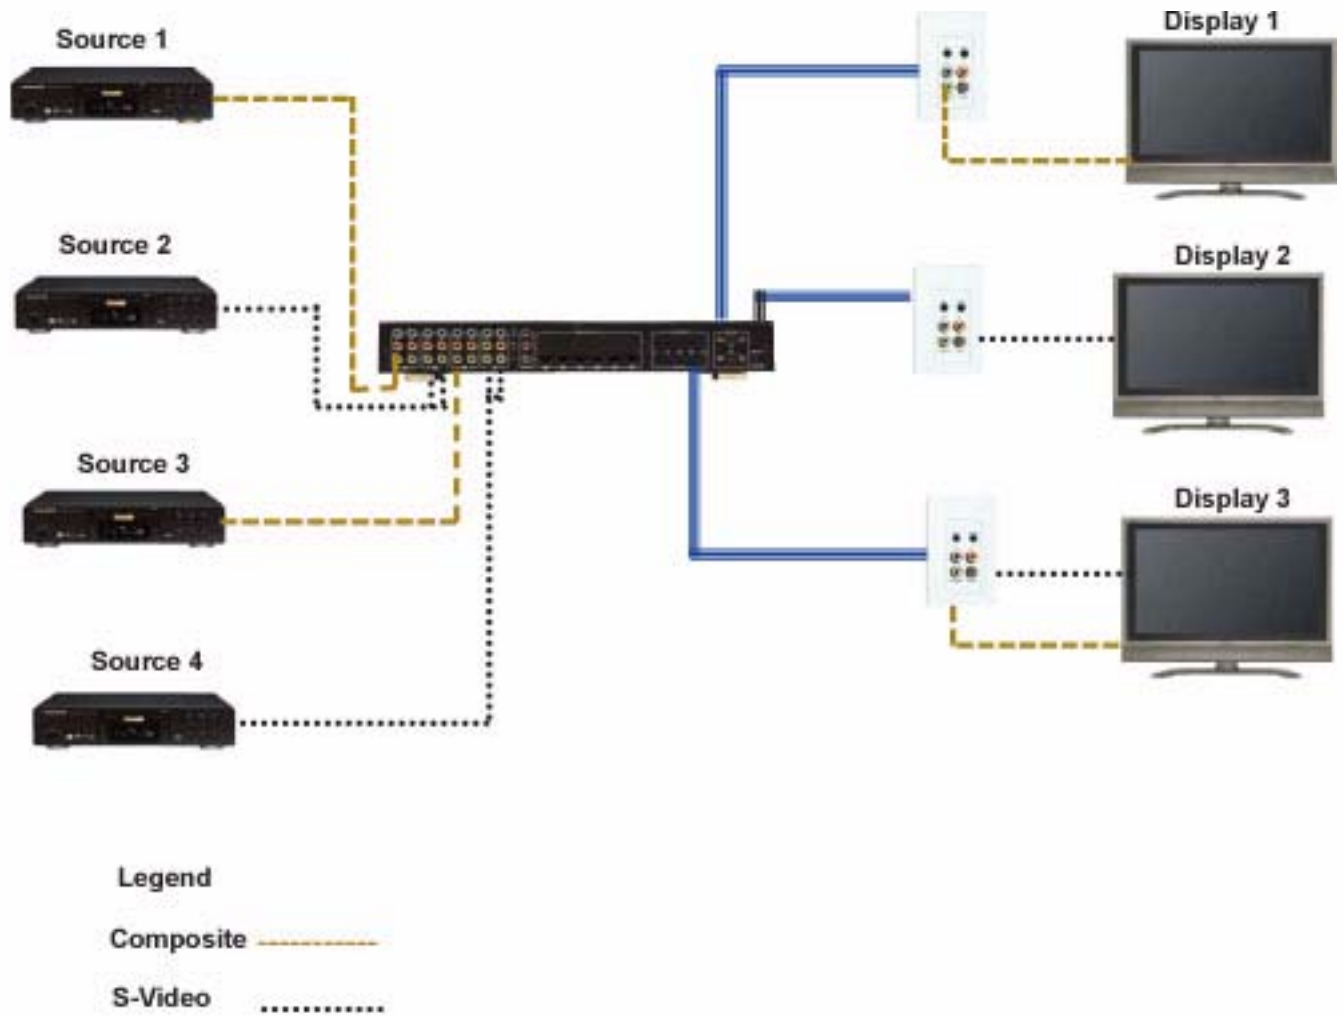 Source 1
Display 1
Source 2
Display 2
Source 3
Display 3
Source 4
Legend
Composite
S-Video